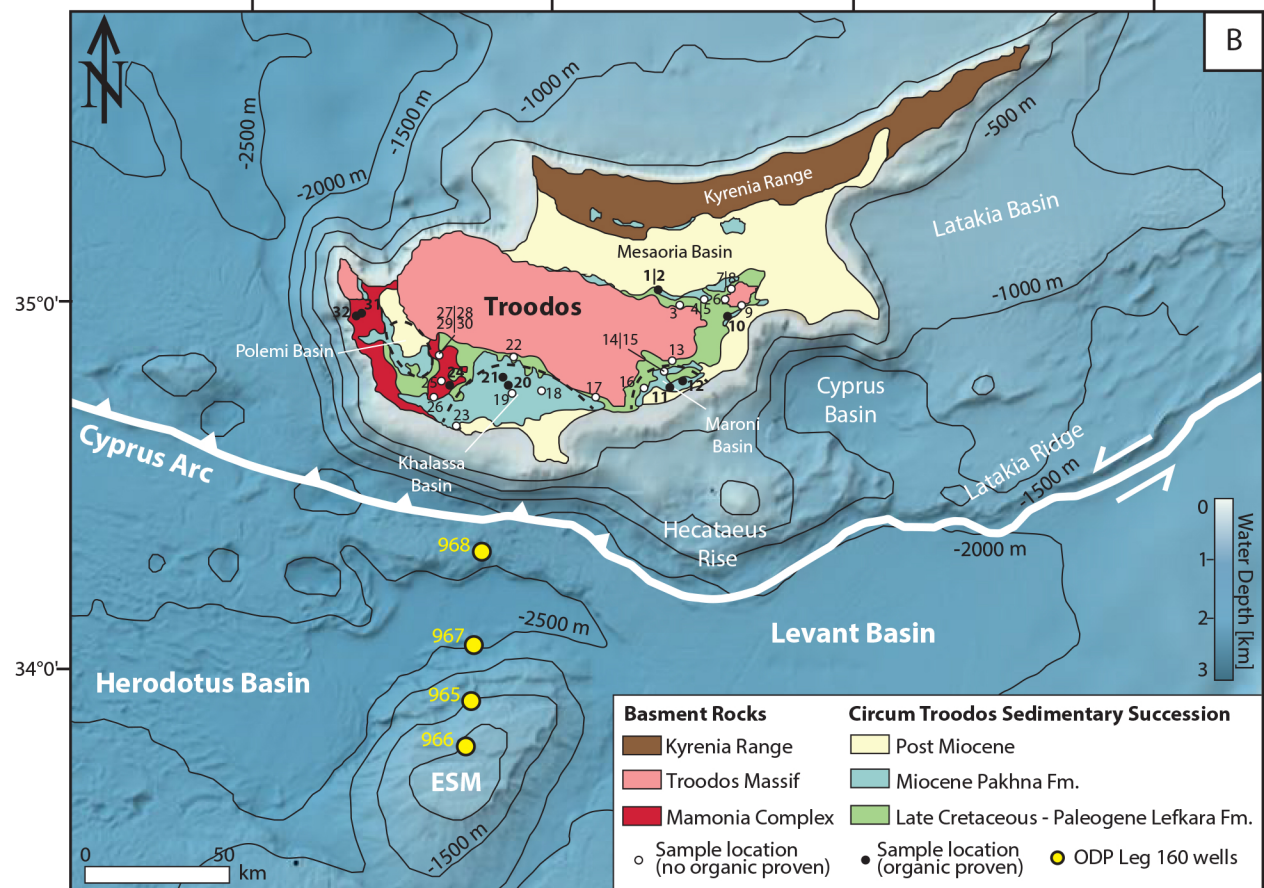 B
N
-2500 m
-1500 m
-1000 m
-2000 m
-500 m
Kyrenia Range
Latakia Basin
Mesaoria Basin
-1000 m
35°0'
Troodos
1|2
7|8
3
4|5
6
9
10
32
31
27|28
29|30
Polemi Basin
22
14|15
13
24
25
21
20
19
18
17
16
12
11
26
23
Khalassa
Basin
Maroni
Basin
Cyprus
Basin
Cyprus Arc
Latakia Ridge
-1500 m
Hecataeus
Rise
-2000 m
0
1
2
3
Water Depth [km]
968
967
-2500 m
Levant Basin
34°0'
Herodotus Basin
965
966
ESM
-1500 m
0
50
km
Basment Rocks
Kyrenia Range
Troodos Massif
Mamonia Complex
Circum Troodos Sedimentary Succession
Post Miocene
Miocene Pakhna Fm.
Late Cretaceous - Paleogene Lefkara Fm.
Sample location
(no organic proven)
Sample location
(organic proven)
ODP Leg 160 wells